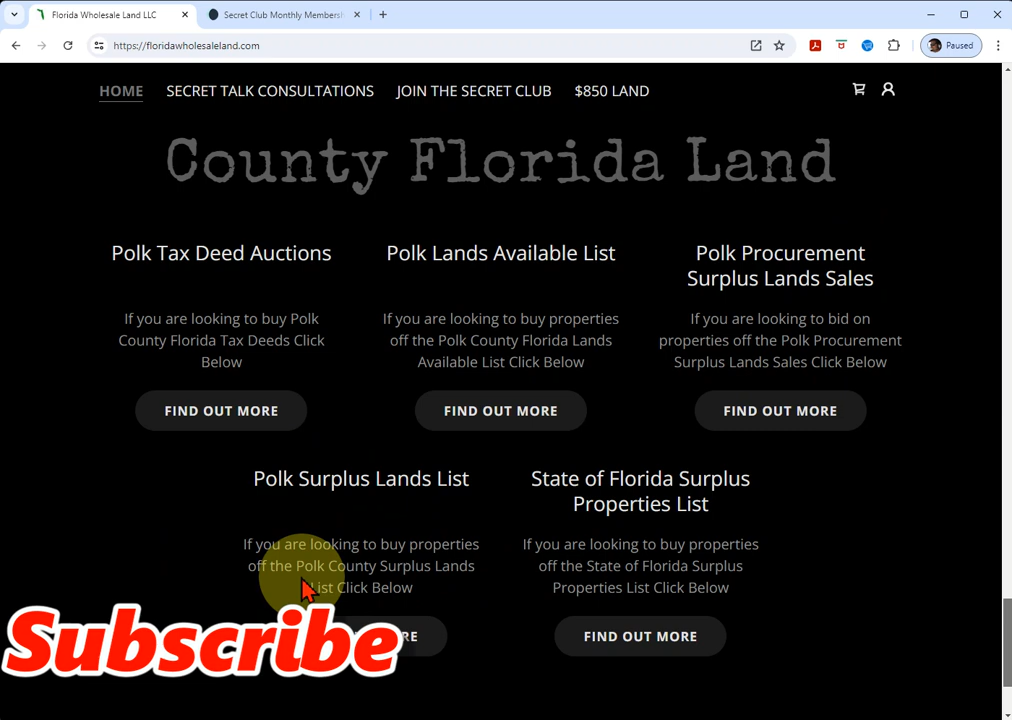 Florida Wholesale Land LLC
Secret Club Monthly Membersh
https://floridawholesaleland.com
Paused
HOME
SECRET TALK CONSULTATIONS
JOIN THE SECRET CLUB
$850 LAND
County Florida Land
Polk Tax Deed Auctions
If you are looking to buy Polk
County Florida Tax Deeds Click
Below
FIND OUT MORE
Polk Lands Available List
If you are looking to buy properties
off the Polk County Florida Lands
Available List Click Below
FIND OUT MORE
Polk Procurement
Surplus Lands Sales
If you are looking to bid on
properties off the Polk Procurement
Surplus Lands Sales Click Below
FIND OUT MORE
Polk Surplus Lands List
If you are looking to buy properties
off the Polk County Surplus Lands
List Click Below
State of Florida Surplus
Properties List
If you are looking to buy properties
off the State of Florida Surplus
Properties List Click Below
FIND OUT MORE
Subscribe